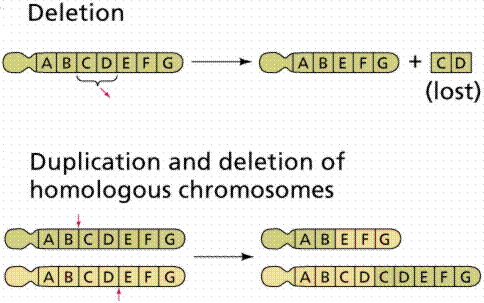 Deletion
A B C D E F G
A B E F G + C D
(lost)
Duplication and deletion of
homologous chromosomes
A B C D E F G
A B E F G
A B C D E F G
A B C D C D E F G